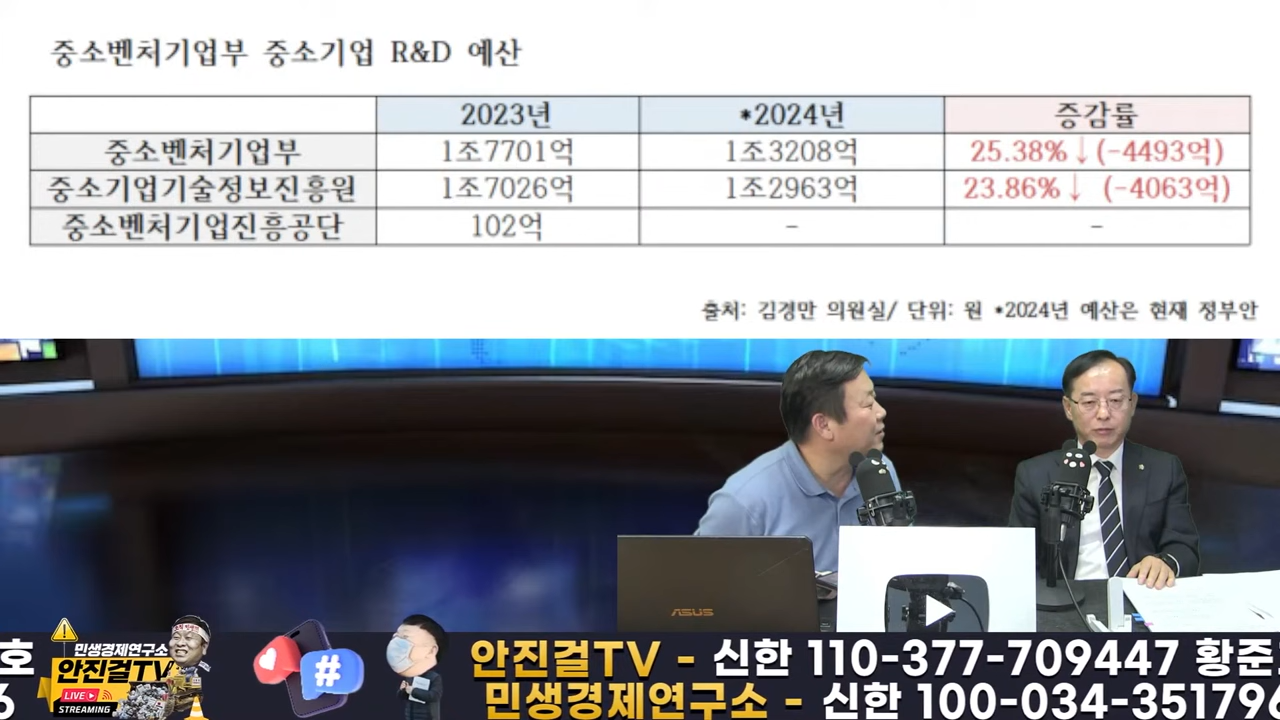 중소벤처기업부 중소기업 R&D 예산
2023년 *2024년 증감률
중소벤처기업부 1조7701억 1조3208억 25.38%↓(-4493억)
중소기업기술정보진흥원 1조7026억 1조2963억 23.86%↓ (-4063억)
중소벤처기업진흥공단 102억 - -
출처: 김경만 의원실/ 단위: 원 *2024년 예산은 현재 정부안
ASUS
호
6
민생경제연구소
안진걸TV
LIVE
STREAMING
#
안진걸TV - 신한 110-377-709447 황준
민생경제연구소 - 신한 100-034-351796